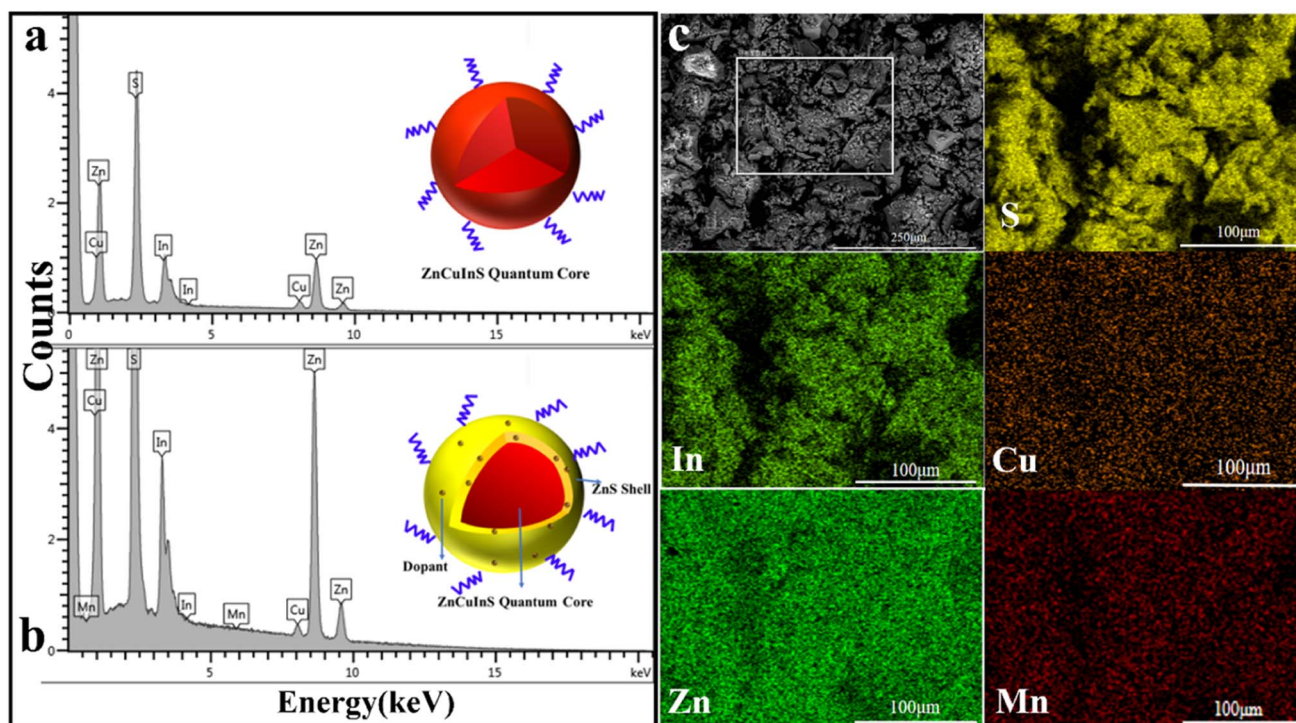 a
S
4
Zn
2
Cu
In
In
Cu
Zn
Zn
0
0
5
10
15
keV
ZnCuInS Quantum Core
Counts
b
Zn
S
Zn
Cu
4
In
2
Mn
In
Mn
Cu
Zn
0
5
10
15
keV
ZnS Shell
Dopant
ZnCuInS Quantum Core
Energy(keV)
c
250μm
S
100μm
In
100μm
Cu
100μm
Zn
100μm
Mn
100μm